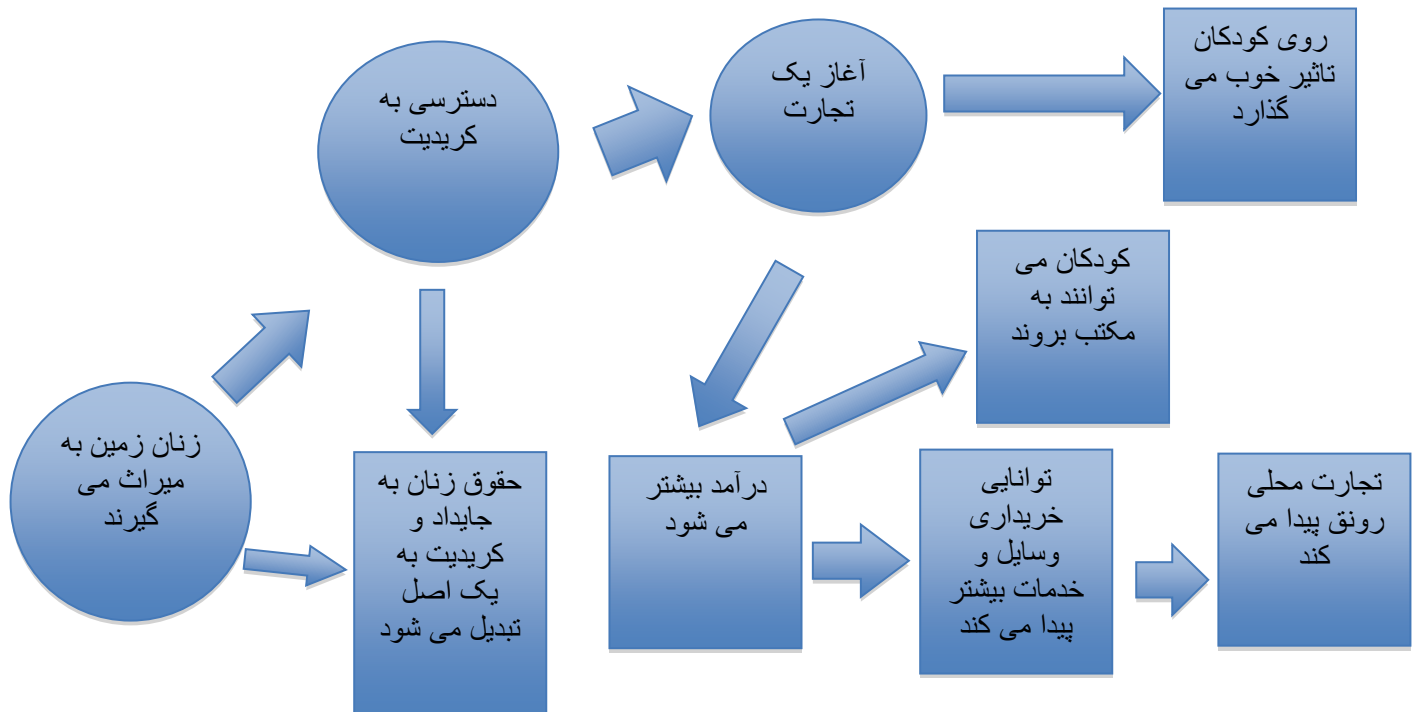 زنان زمین به
میراث می
گیرند
دسترسی به
کریدیت
حقوق زنان به
جایداد و
کریدیت به
یک اصل
تبدیل می شود
آغاز یک
تجارت
روی کودکان
تاثیر خوب می
گذارد
درآمد بیشتر
می شود
کودکان می
توانند به
مکتب بروند
توانایی
خریداری
وسایل و
خدمات بیشتر
پیدا می کند
تجارت محلی
رونق پیدا می
کند